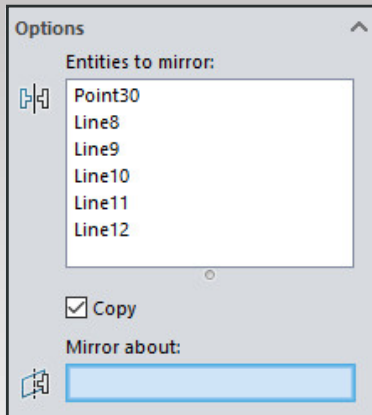 Options
Entities to mirror:
Point30
Line8
Line9
Line10
Line11
Line12
Copy
Mirror about: